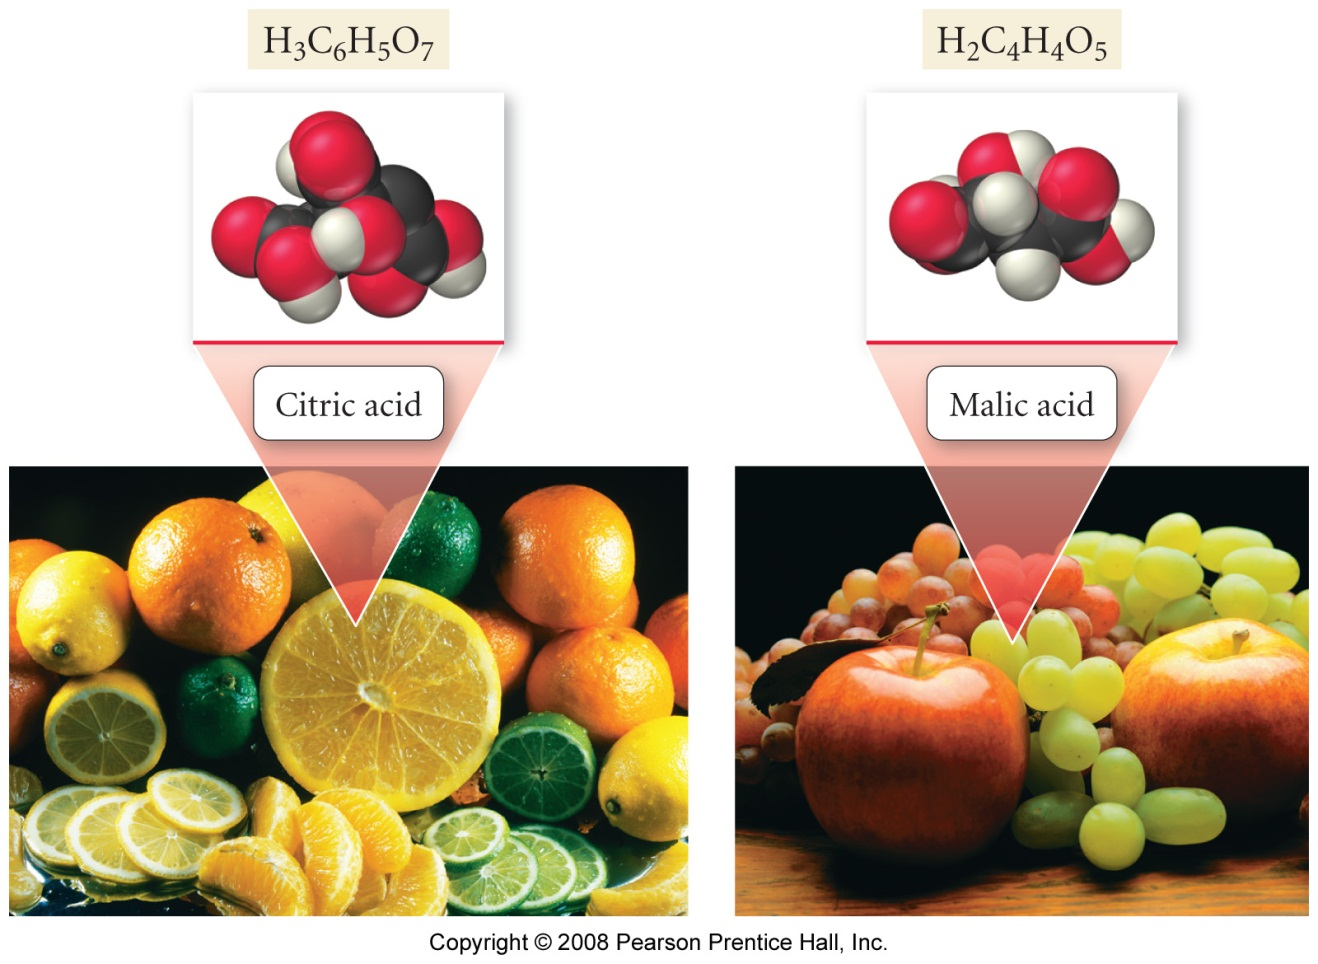 H₃C₆H₅O₇
H₂C₄H₄O₅
Citric acid
Malic acid
Copyright © 2008 Pearson Prentice Hall, Inc.